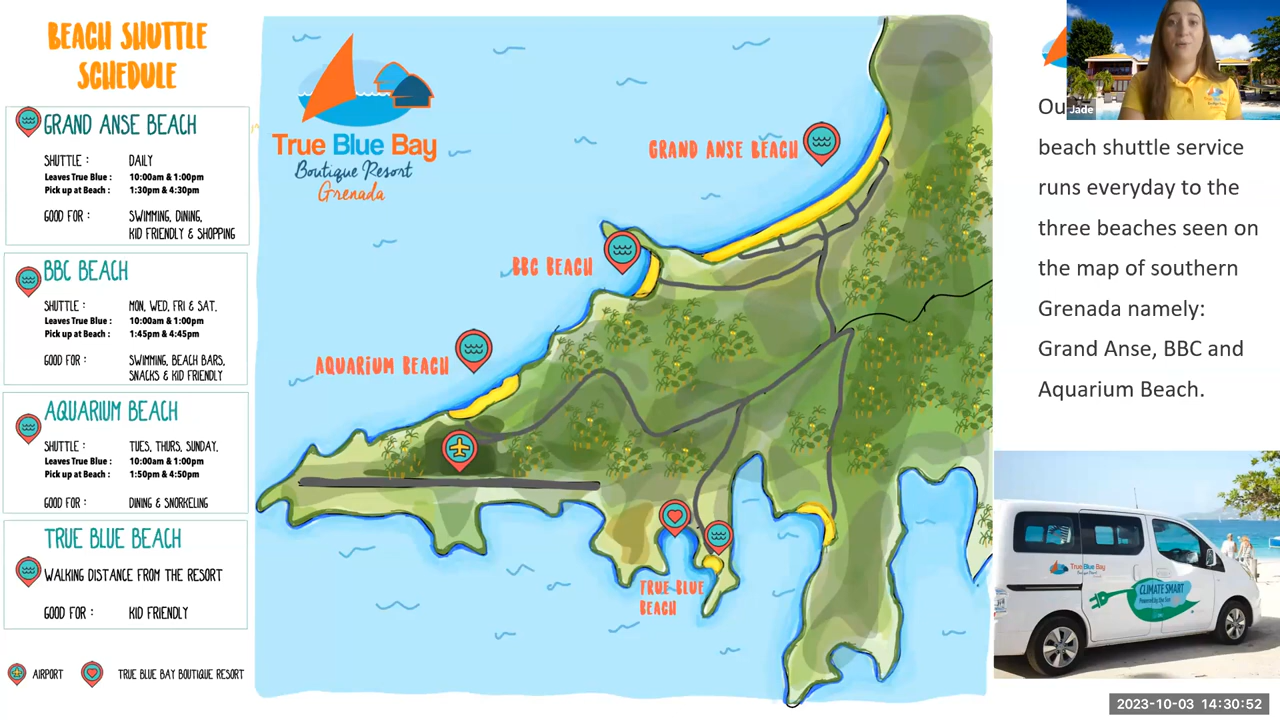 BEACH SHUTTLE
SCHEDULE
GRAND ANSE BEACH
SHUTTLE : DAILY
Leaves True Blue : 10:00am & 1:00pm
Pick up at Beach : 1:30pm & 4:30pm
GOOD FOR : SWIMMING, DINING,
KID FRIENDLY & SHOPPING
BBC BEACH
SHUTTLE : MON, WED, FRI & SAT,
Leaves True Blue : 10:00am & 1:00pm
Pick up at Beach : 1:45pm & 4:45pm
GOOD FOR : SWIMMING, BEACH BARS,
SNACKS & KID FRIENDLY
AQUARIUM BEACH
SHUTTLE : TUES, THURS, SUNDAY,
Leaves True Blue : 10:00am & 1:00pm
Pick up at Beach : 1:50pm & 4:50pm
GOOD FOR : DINING & SNORKELING
TRUE BLUE BEACH
WALKING DISTANCE FROM THE RESORT
GOOD FOR : KID FRIENDLY
AIRPORT
TRUE BLUE BAY BOUTIQUE RESORT
True Blue Bay
Boutique Resort
Grenada
GRAND ANSE BEACH
BBC BEACH
AQUARIUM BEACH
TRUE BLUE
BEACH
Jade
True Blue Bay
Ou
beach shuttle service
runs everyday to the
three beaches seen on
the map of southern
Grenada namely:
Grand Anse, BBC and
Aquarium Beach.
True Blue Bay
CLIMATE SMART
Powered by the Sun
2023-10-03 14:30:52